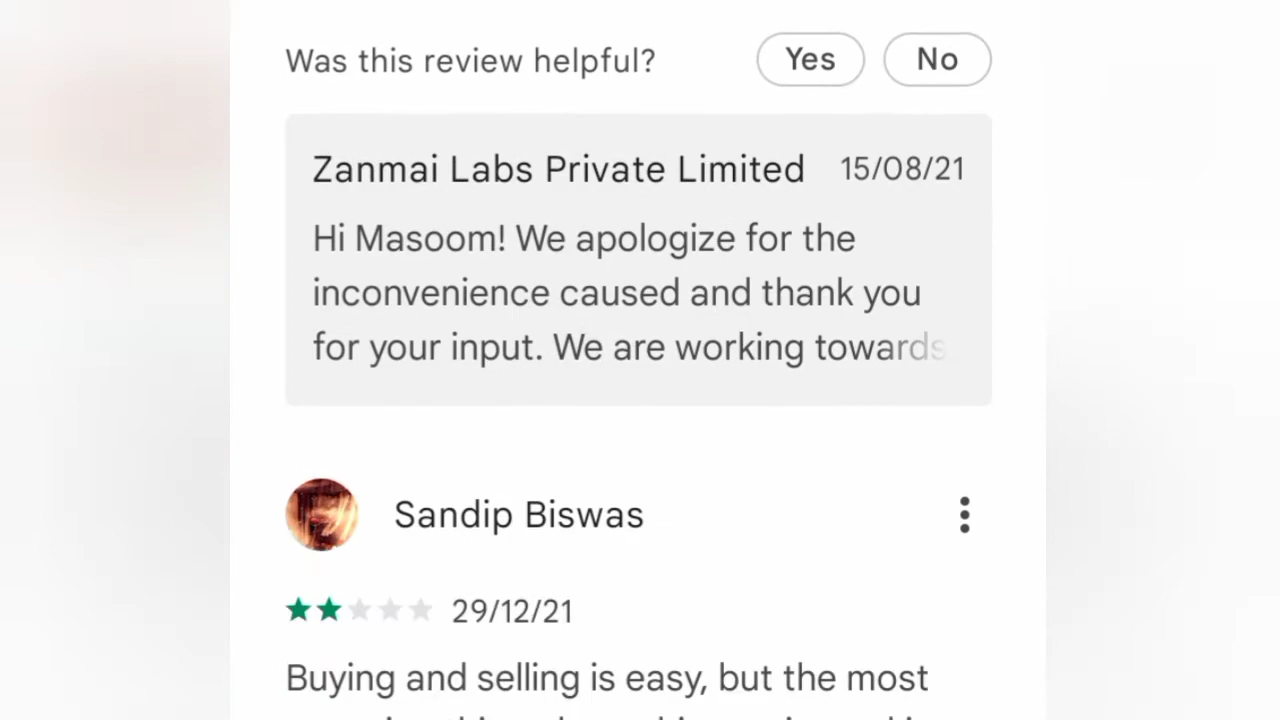 Was this review helpful? Yes No
Zanmai Labs Private Limited 15/08/21
Hi Masoom! We apologize for the
inconvenience caused and thank you
for your input. We are working towards
Sandip Biswas
29/12/21
Buying and selling is easy, but the most